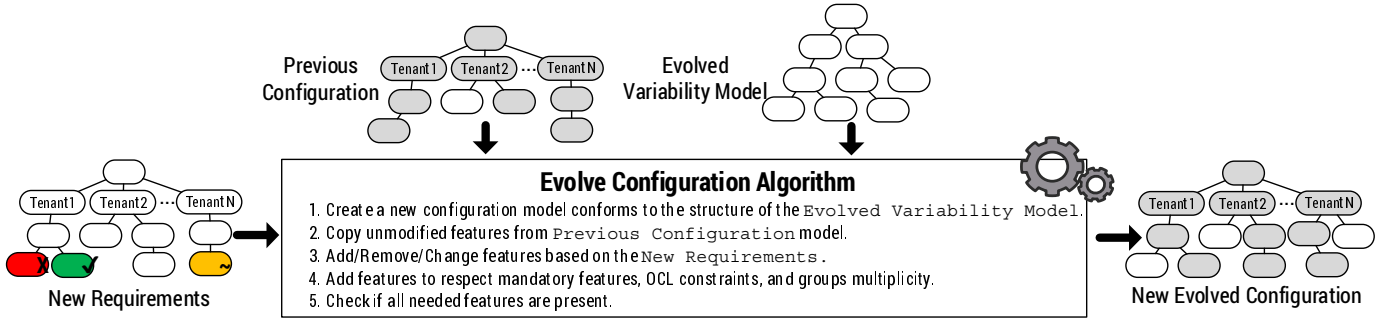 Previous
Configuration
Tenant1 Tenant2 ... TenantN
Evolved
Variability Model
Tenant1 Tenant2 ... TenantN
X ✓ ~
New Requirements
Evolve Configuration Algorithm
1. Create a new configuration model conforms to the structure of the Evolved Variability Model.
2. Copy unmodified features from Previous Configuration model.
3. Add/Remove/Change features based on the New Requirements.
4. Add features to respect mandatory features, OCL constraints, and groups multiplicity.
5. Check if all needed features are present.
Tenant1 Tenant2 ... TenantN
New Evolved Configuration